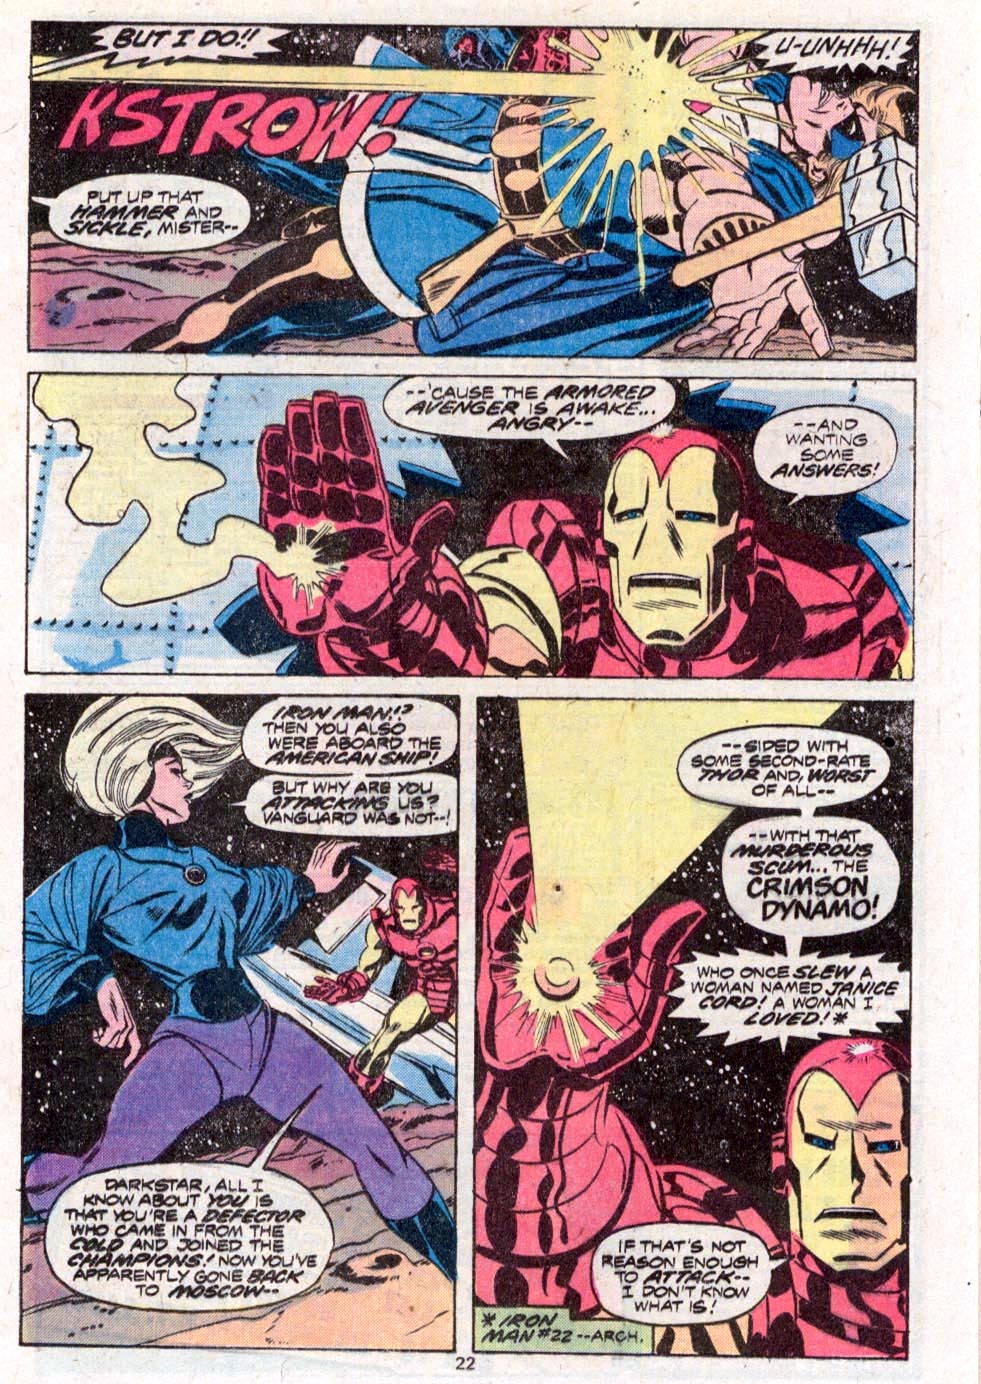 BUT I DO!!
U-UNHHH!
KSTROW!
PUT UP THAT
HAMMER AND
SICKLE, MISTER--
--'CAUSE THE ARMORED
AVENGER IS AWAKE...
ANGRY--
--AND
WANTING
SOME
ANSWERS!
IRON MAN!?
THEN YOU ALSO
WERE ABOARD THE
AMERICAN SHIP!
BUT WHY ARE YOU
ATTACKING US?
VANGUARD WAS NOT--!
DARKSTAR, ALL I
KNOW ABOUT YOU IS
THAT YOU'RE A DEFECTOR
WHO CAME IN FROM THE
COLD AND JOINED THE
CHAMPIONS! NOW YOU'VE
APPARENTLY GONE BACK
TO MOSCOW--
--SIDED WITH
SOME SECOND-RATE
THOR AND, WORST
OF ALL--
--WITH THAT
MURDEROUS
SCUM... THE
CRIMSON
DYNAMO!
WHO ONCE SLEW A
WOMAN NAMED JANICE
CORD! A WOMAN I
LOVED!*
IF THAT'S NOT
REASON ENOUGH
TO ATTACK--
I DON'T KNOW
WHAT IS!
* IRON
MAN #22 --ARCH.
22